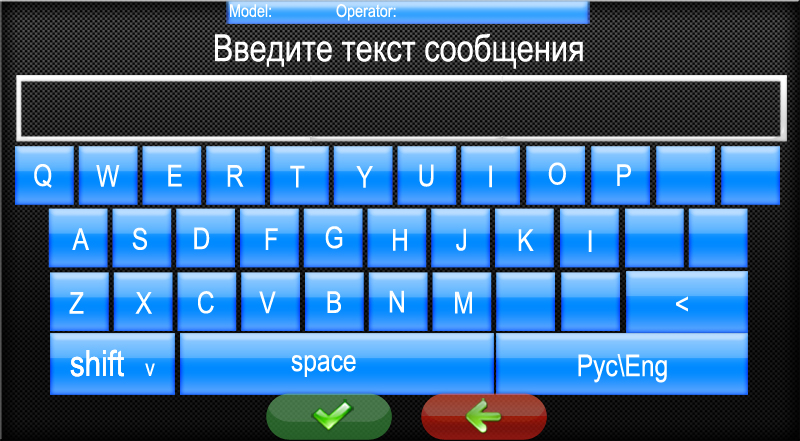 Model: Operator:
Введите текст сообщения
Q W E R T Y U I O P
A S D F G H J K l
Z X C V B N M <
shift v space Рус\Eng